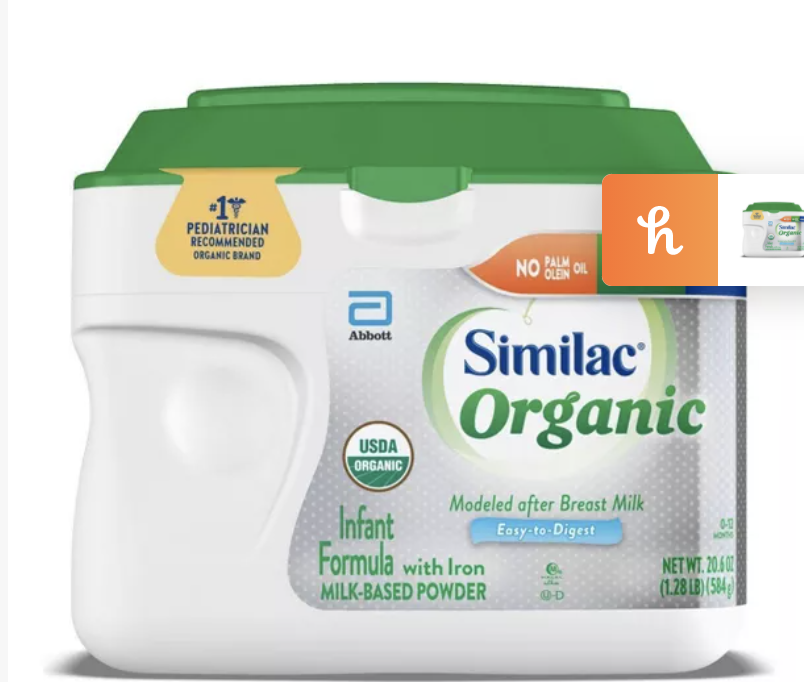 #1
PEDIATRICIAN
RECOMMENDED
ORGANIC BRAND
NO PALM OLEIN OIL
Abbott
Similac®
Organic
USDA
ORGANIC
Modeled after Breast Milk
Easy-to-Digest
Infant
Formula with Iron
MILK-BASED POWDER
0-12
MONTHS
NET WT. 20.6 OZ
(1.28 LB) (584 g)
U-D
h
Similac
Organic